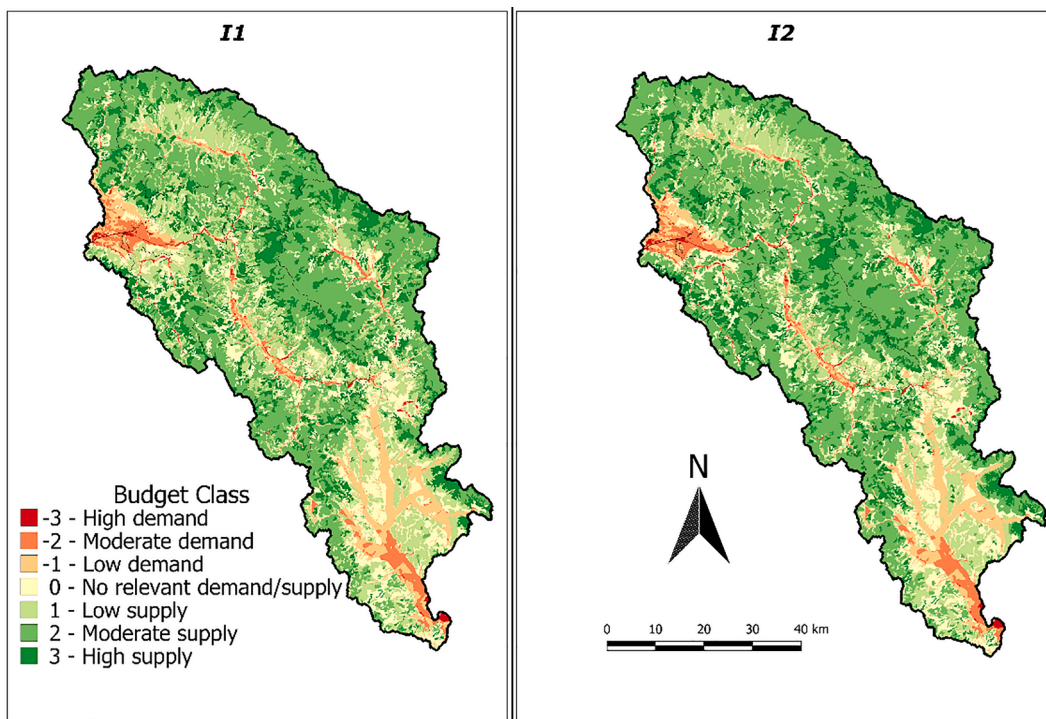 I1
I2
Budget Class
-3 - High demand
-2 - Moderate demand
-1 - Low demand
0 - No relevant demand/supply
1 - Low supply
2 - Moderate supply
3 - High supply
N
0 10 20 30 40 km